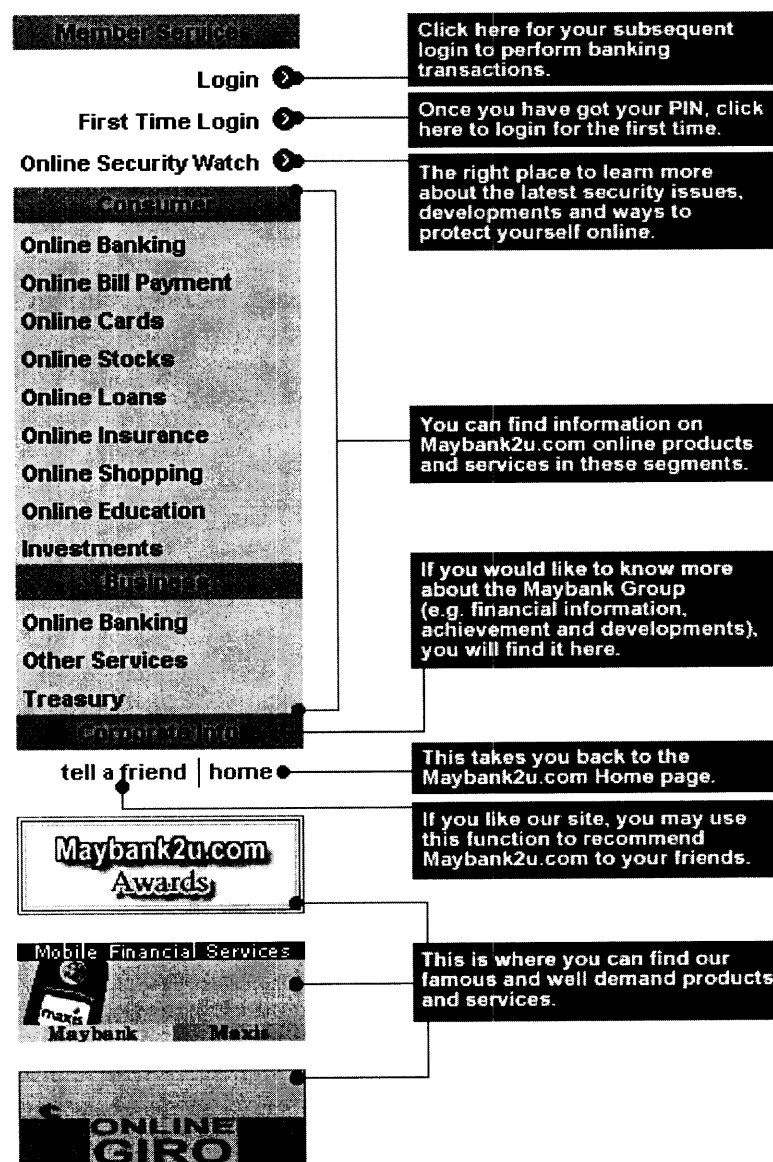 Member Services
Login
First Time Login
Online Security Watch
Click here for your subsequent
login to perform banking
transactions.
Once you have got your PIN, click
here to login for the first time.
The right place to learn more
about the latest security issues,
developments and ways to
protect yourself online.
Consumer
Online Banking
Online Bill Payment
Online Cards
Online Stocks
Online Loans
Online Insurance
Online Shopping
Online Education
Investments
You can find information on
Maybank2u.com online products
and services in these segments.
Business
Online Banking
Other Services
Treasury
Corporate Info
If you would like to know more
about the Maybank Group
(e.g. financial information,
achievement and developments),
you will find it here.
tell a friend | home
This takes you back to the
Maybank2u.com Home page.
If you like our site, you may use
this function to recommend
Maybank2u.com to your friends.
Maybank2u.com
Awards
Mobile Financial Services
maxis
Maybank Maxis
This is where you can find our
famous and well demand products
and services.
ONLINE
GIRO